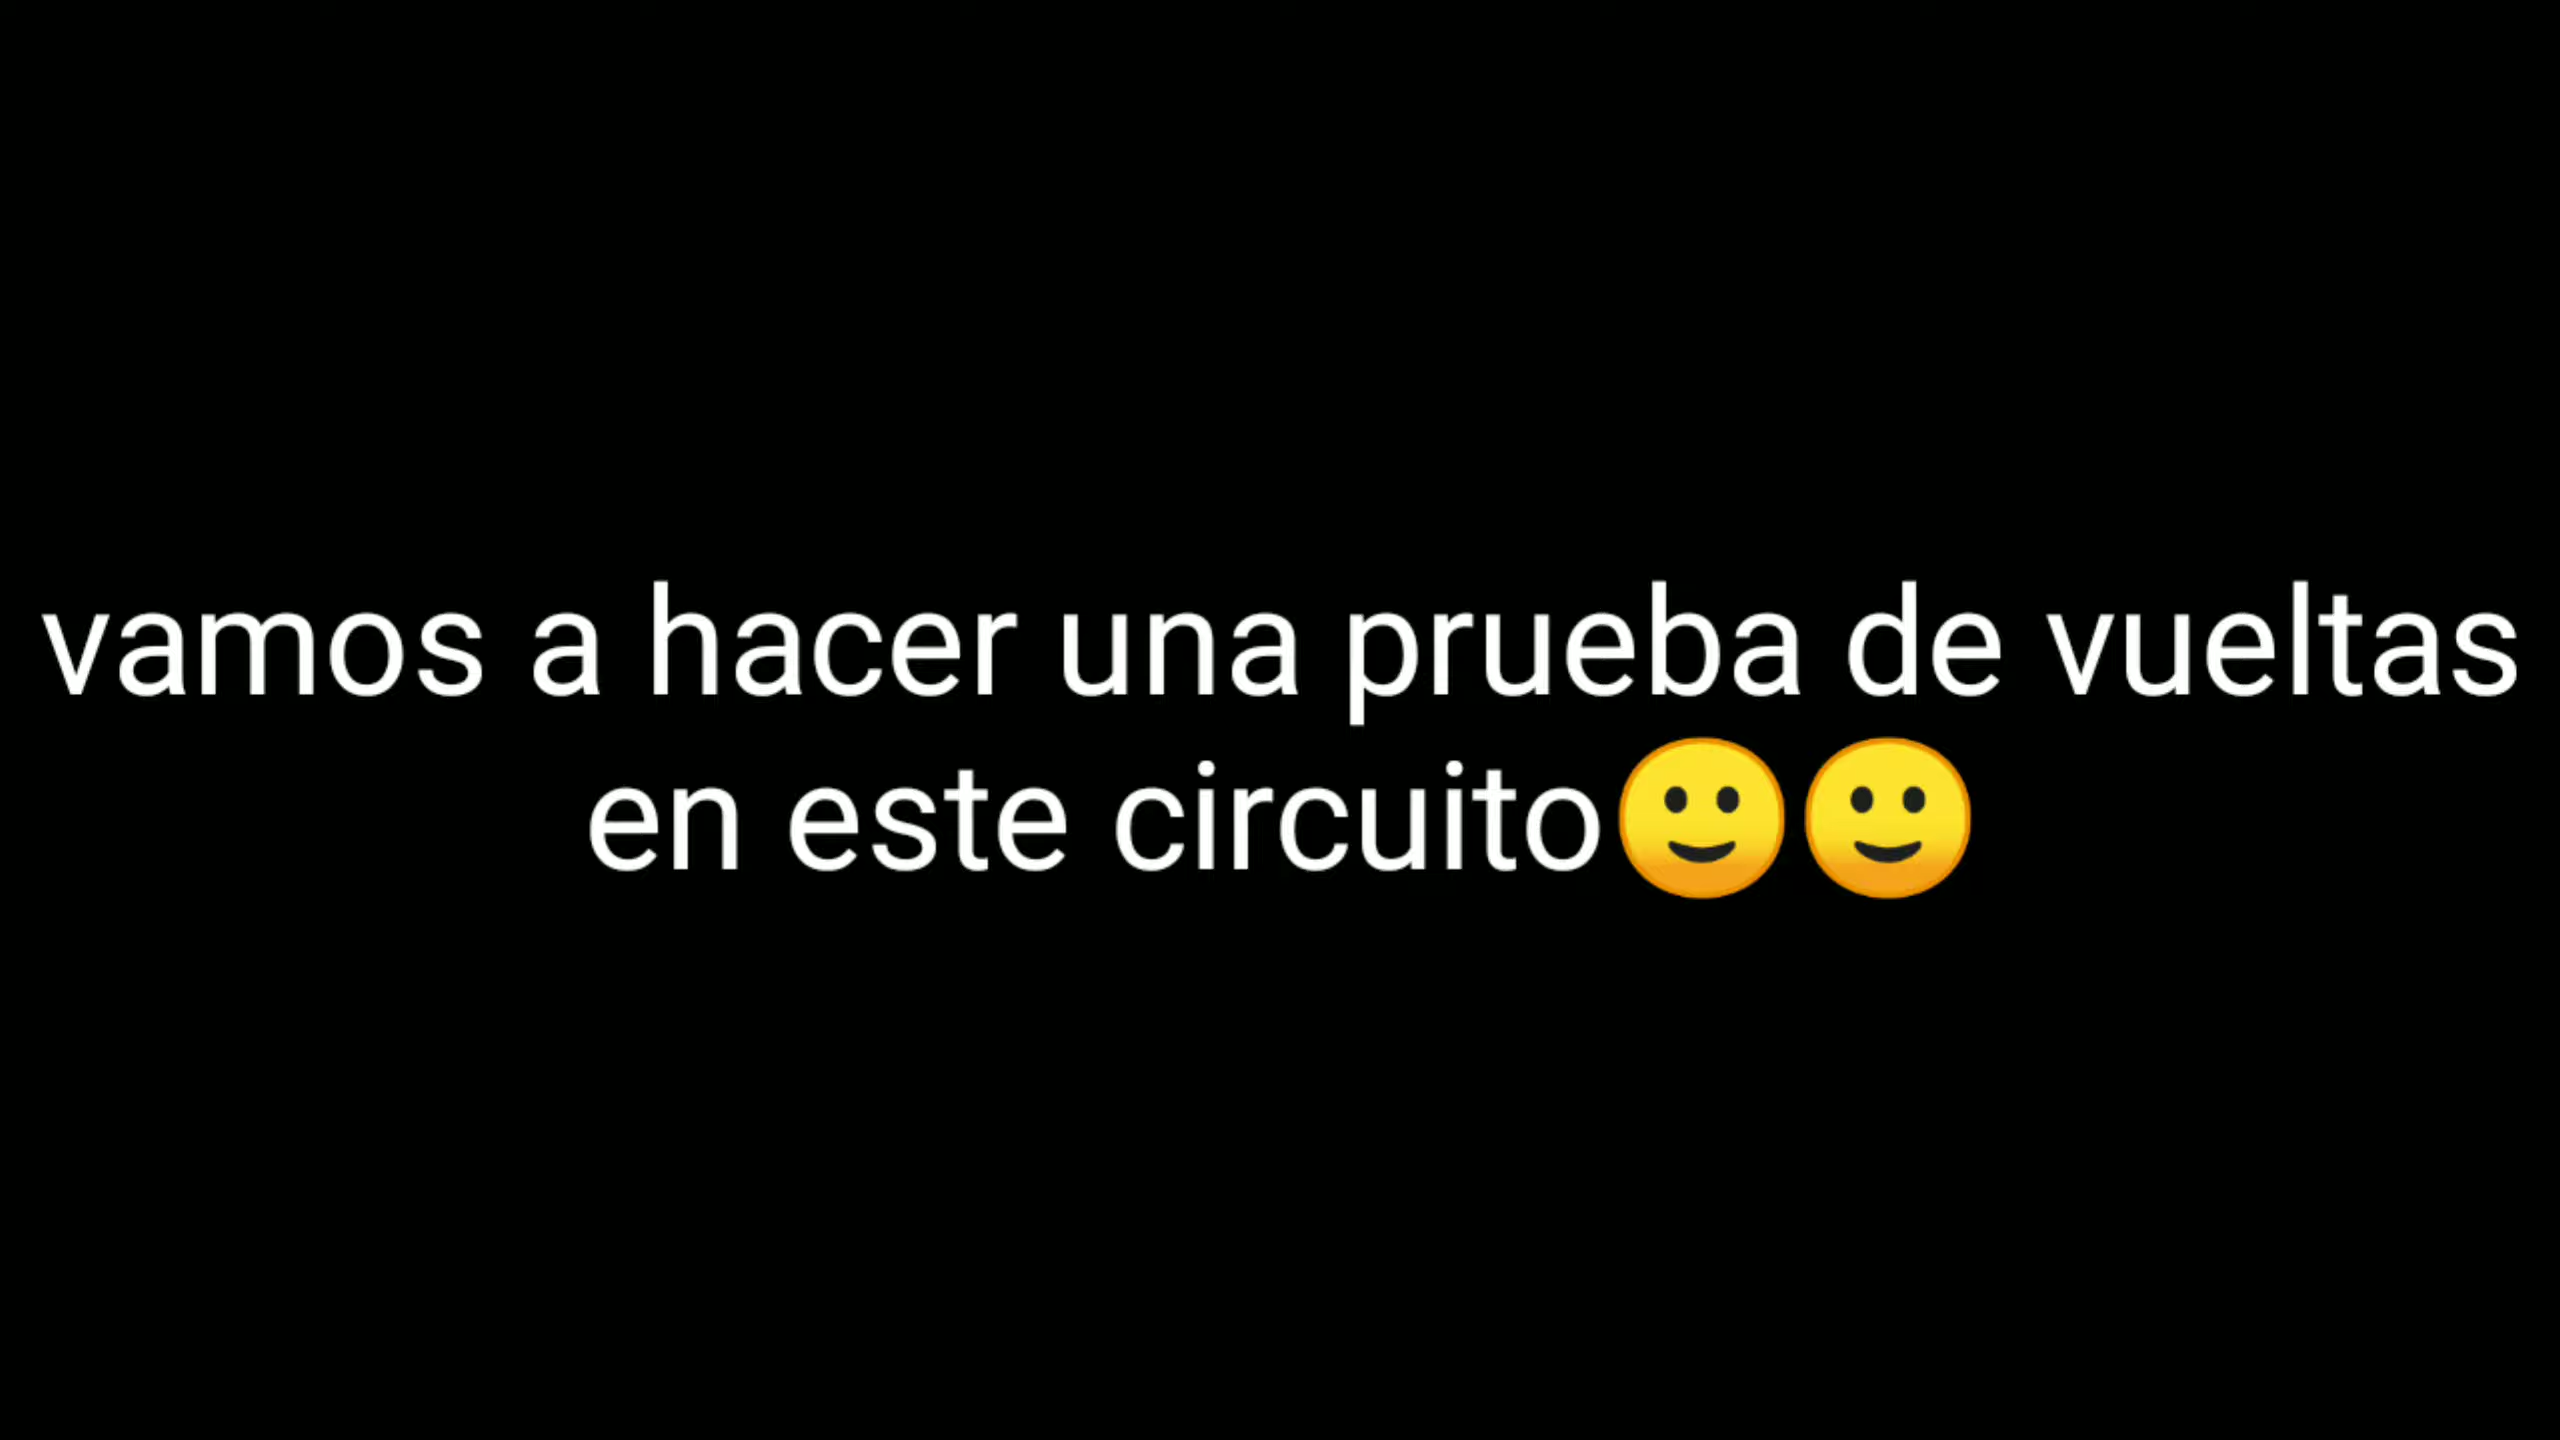 vamos a hacer una prueba de vueltas
en este circuito🙂🙂